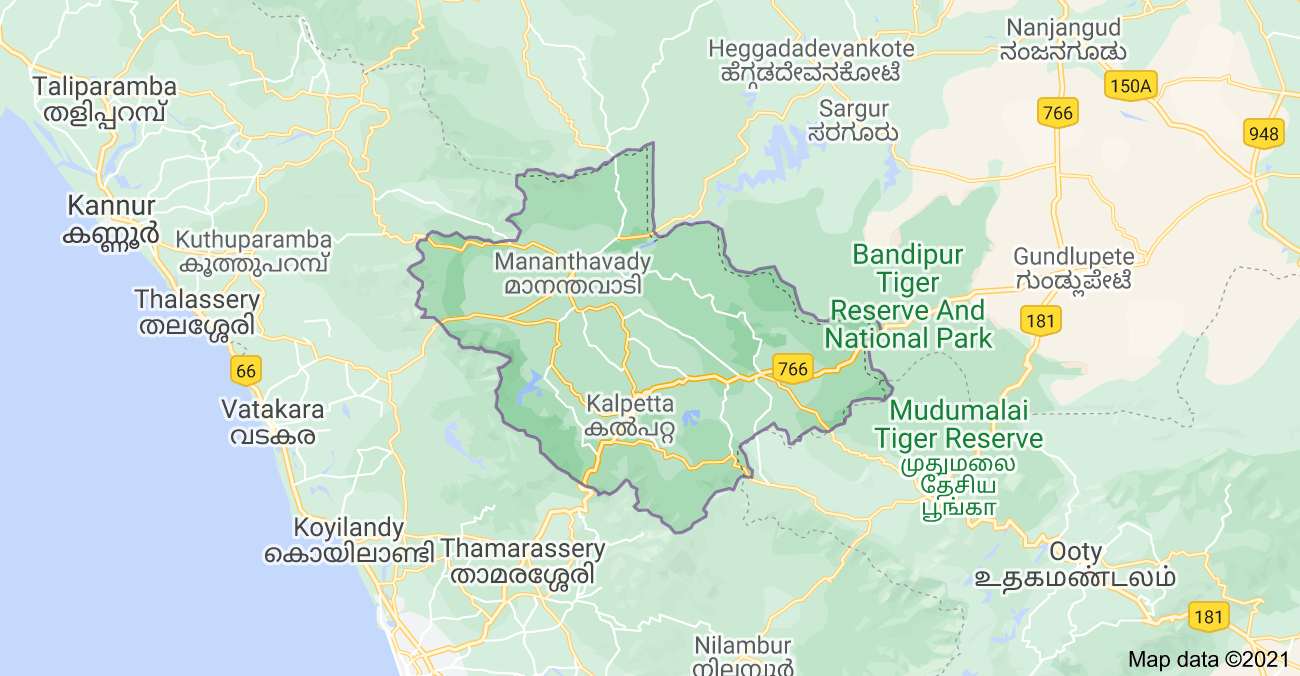 Nanjangud
ನಂಜನಗೂಡು
Heggadadevankote
ಹೆಗ್ಗಡದೇವನಕೋಟೆ
Taliparamba
തളിപ്പറമ്പ്
150A
766
Sargur
ಸರಗೂರು
948
Kannur
കണ്ണൂർ
Kuthuparamba
കൂത്തുപറമ്പ്
Mananthavady
മാനന്തവാടി
Bandipur
Tiger
Reserve And
National Park
Gundlupete
ಗುಂಡ್ಲುಪೇಟೆ
Thalassery
തലശ്ശേരി
181
66
766
Vatakara
വടകര
Kalpetta
കൽപറ്റ
Mudumalai
Tiger Reserve
முதுமலை
தேசிய
பூங்கா
Koyilandy
കൊയിലാണ്ടി
Thamarassery
താമരശ്ശേരി
Ooty
உதகமண்டலம்
181
Nilambur
നിലമ്പൂർ
Map data ©2021